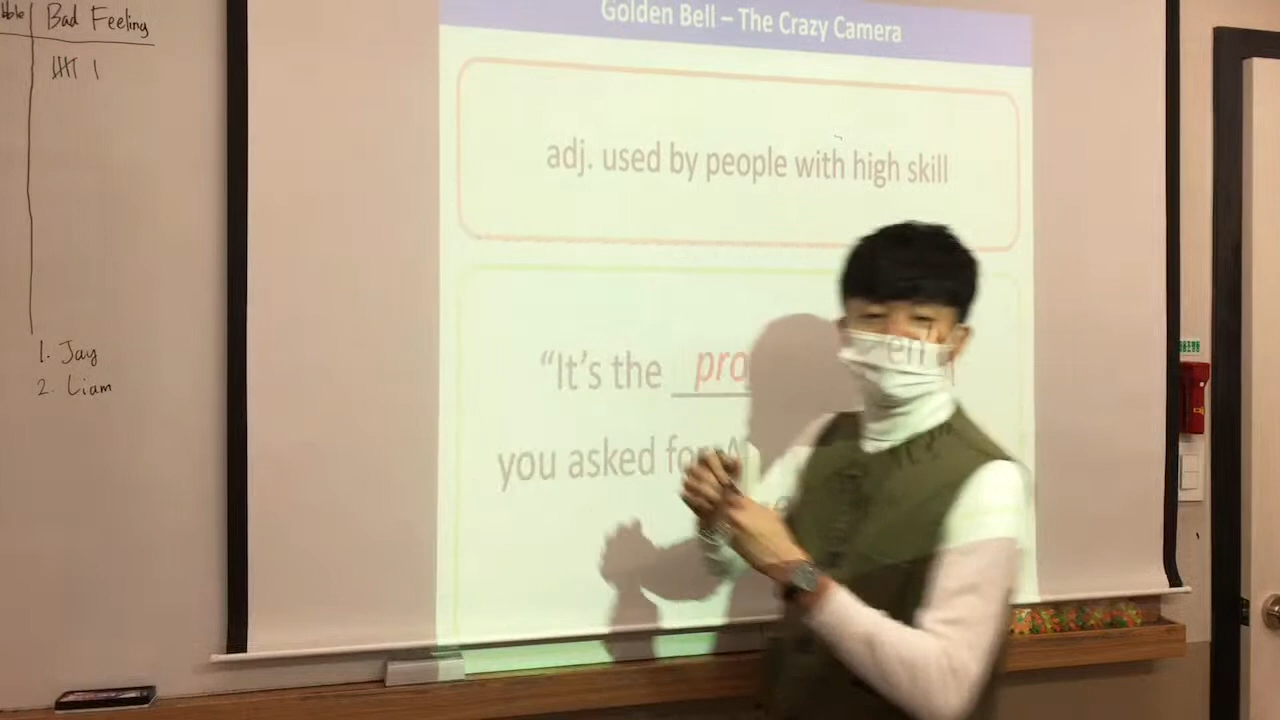 Bad Feeling
1. Jay
2. Liam
Golden Bell – The Crazy Camera
adj. used by people with high skill
“It’s the pro
en
you asked for